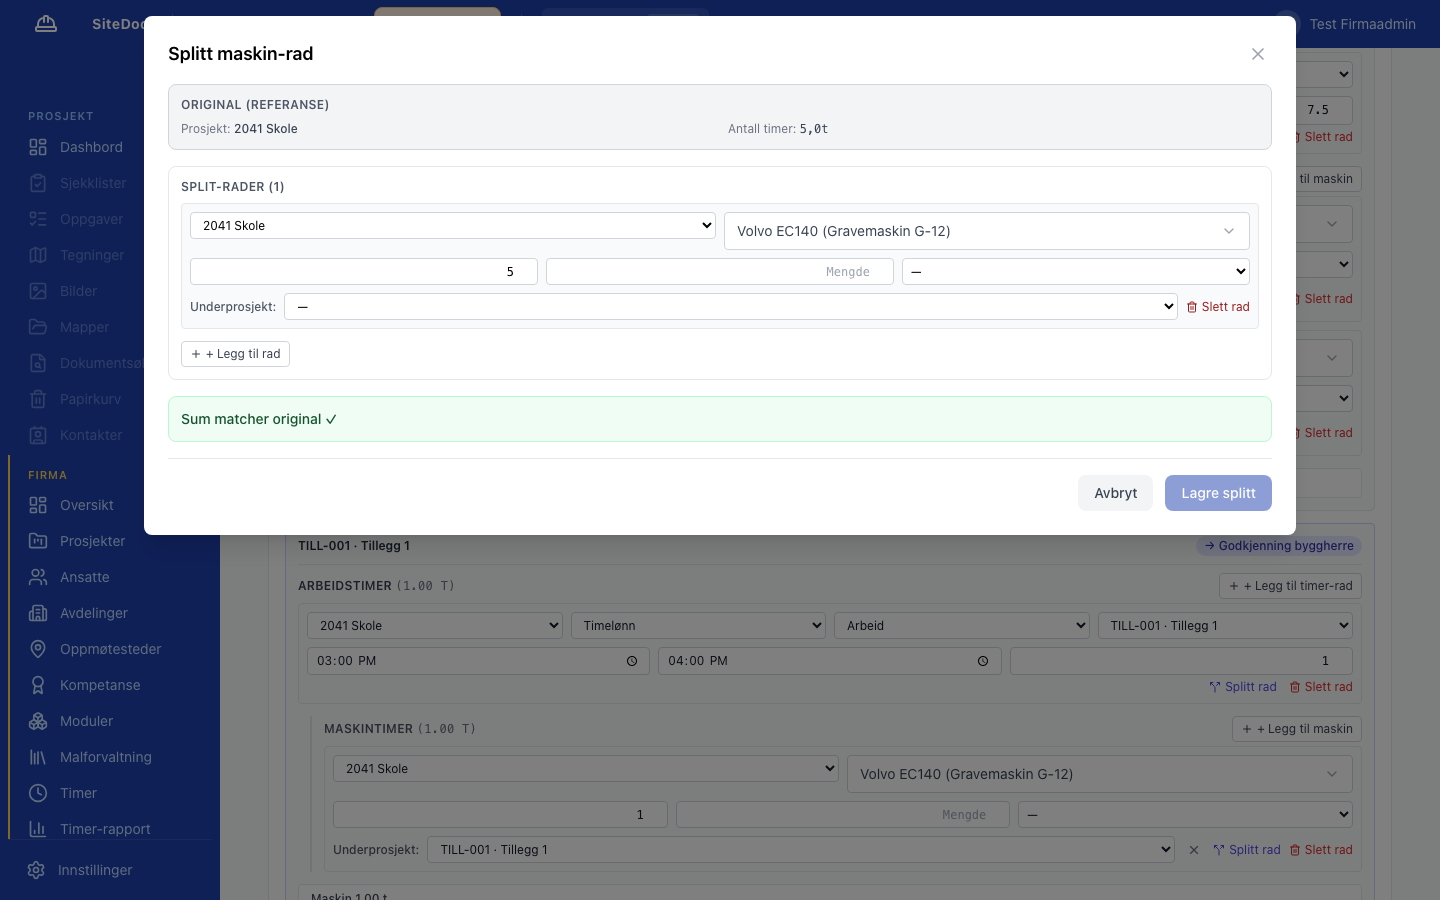 SiteDoc
Test Firmaadmin
Splitt maskin-rad
ORIGINAL (REFERANSE)
Prosjekt: 2041 Skole
Antall timer: 5,0t
SPLIT-RADER (1)
2041 Skole
Volvo EC140 (Gravemaskin G-12)
5
Mengde
—
Underprosjekt:
—
Slett rad
+ Legg til rad
Sum matcher original ✓
Avbryt
Lagre splitt
PROSJEKT
Dashbord
Sjekklister
Oppgaver
Tegninger
Bilder
Mapper
Dokumentsø
Papirkurv
Kontakter
FIRMA
Oversikt
Prosjekter
Ansatte
Avdelinger
Oppmøtesteder
Kompetanse
Moduler
Malforvaltning
Timer
Timer-rapport
Innstillinger
7.5
Slett rad
til maskin
Slett rad
Slett rad
TILL-001 · Tillegg 1
→ Godkjenning byggherre
ARBEIDSTIMER (1.00 T)
+ Legg til timer-rad
2041 Skole
Timelønn
Arbeid
TILL-001 · Tillegg 1
03:00 PM
04:00 PM
1
Splitt rad
Slett rad
MASKINTIMER (1.00 T)
+ Legg til maskin
2041 Skole
Volvo EC140 (Gravemaskin G-12)
1
Mengde
—
Underprosjekt:
TILL-001 · Tillegg 1
Splitt rad
Slett rad
Maskin 1.00 t